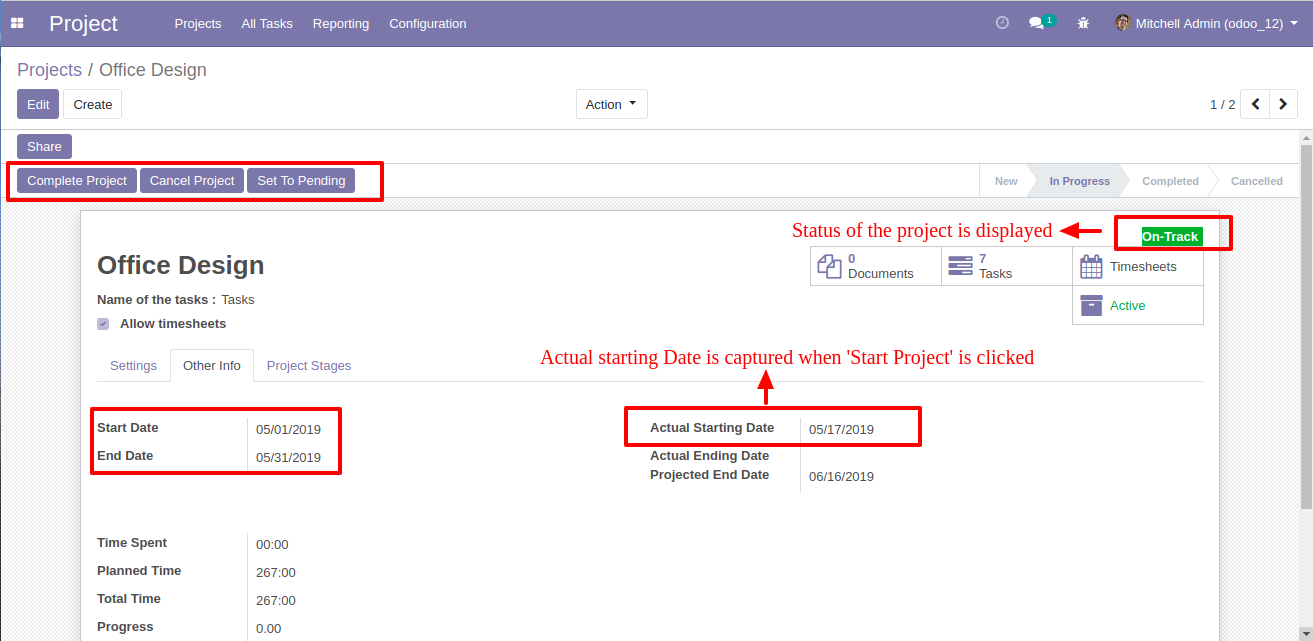 Project Projects All Tasks Reporting Configuration 1 Mitchell Admin (odoo_12)
Projects / Office Design
Edit Create Action 1 / 2
Share
Complete Project Cancel Project Set To Pending New In Progress Completed Cancelled
Status of the project is displayed On-Track
Office Design
0 Documents 7 Tasks Timesheets
Name of the tasks : Tasks
Active
Allow timesheets
Actual starting Date is captured when 'Start Project' is clicked
Settings Other Info Project Stages
Start Date 05/01/2019 Actual Starting Date 05/17/2019
End Date 05/31/2019 Actual Ending Date
Projected End Date 06/16/2019
Time Spent 00:00
Planned Time 267:00
Total Time 267:00
Progress 0.00